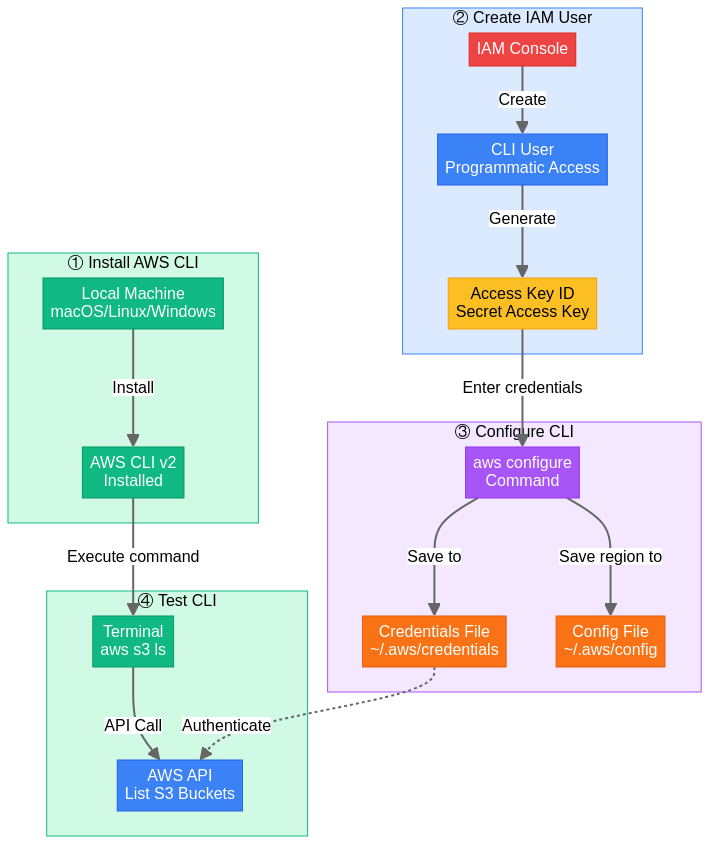 ② Create IAM User
IAM Console
Create
CLI User
Programmatic Access
Generate
Access Key ID
Secret Access Key
Enter credentials
① Install AWS CLI
Local Machine
macOS/Linux/Windows
Install
AWS CLI v2
Installed
Execute command
③ Configure CLI
aws configure
Command
Save to
Save region to
Credentials File
~/.aws/credentials
Config File
~/.aws/config
④ Test CLI
Terminal
aws s3 ls
API Call
Authenticate
AWS API
List S3 Buckets